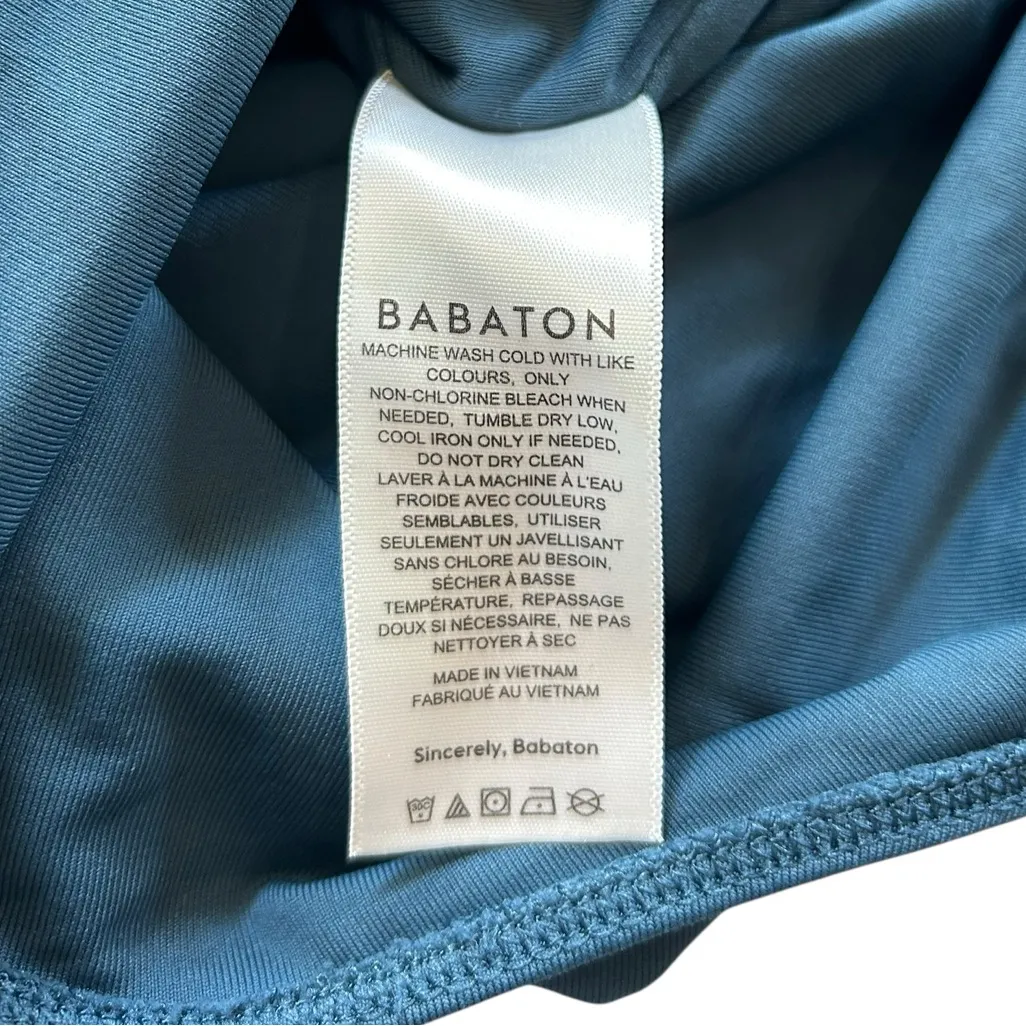 BABATON
MACHINE WASH COLD WITH LIKE
COLOURS, ONLY
NON-CHLORINE BLEACH WHEN
NEEDED, TUMBLE DRY LOW,
COOL IRON ONLY IF NEEDED,
DO NOT DRY CLEAN
LAVER À LA MACHINE À L'EAU
FROIDE AVEC COULEURS
SEMBLABLES, UTILISER
SEULEMENT UN JAVELLISANT
SANS CHLORE AU BESOIN,
SÉCHER À BASSE
TEMPÉRATURE, REPASSAGE
DOUX SI NÉCESSAIRE, NE PAS
NETTOYER À SEC
MADE IN VIETNAM
FABRIQUÉ AU VIETNAM
Sincerely, Babaton
30C